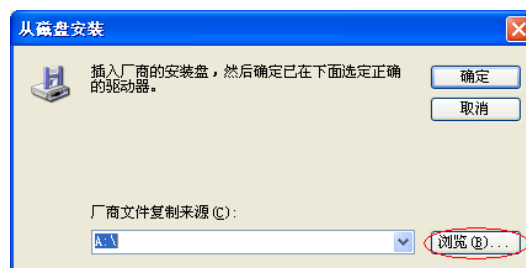 从磁盘安装
插入厂商的安装盘，然后确定已在下面选定正确
的驱动器。
确定
取消
厂商文件复制来源(C):
A:\
浏览(B)...